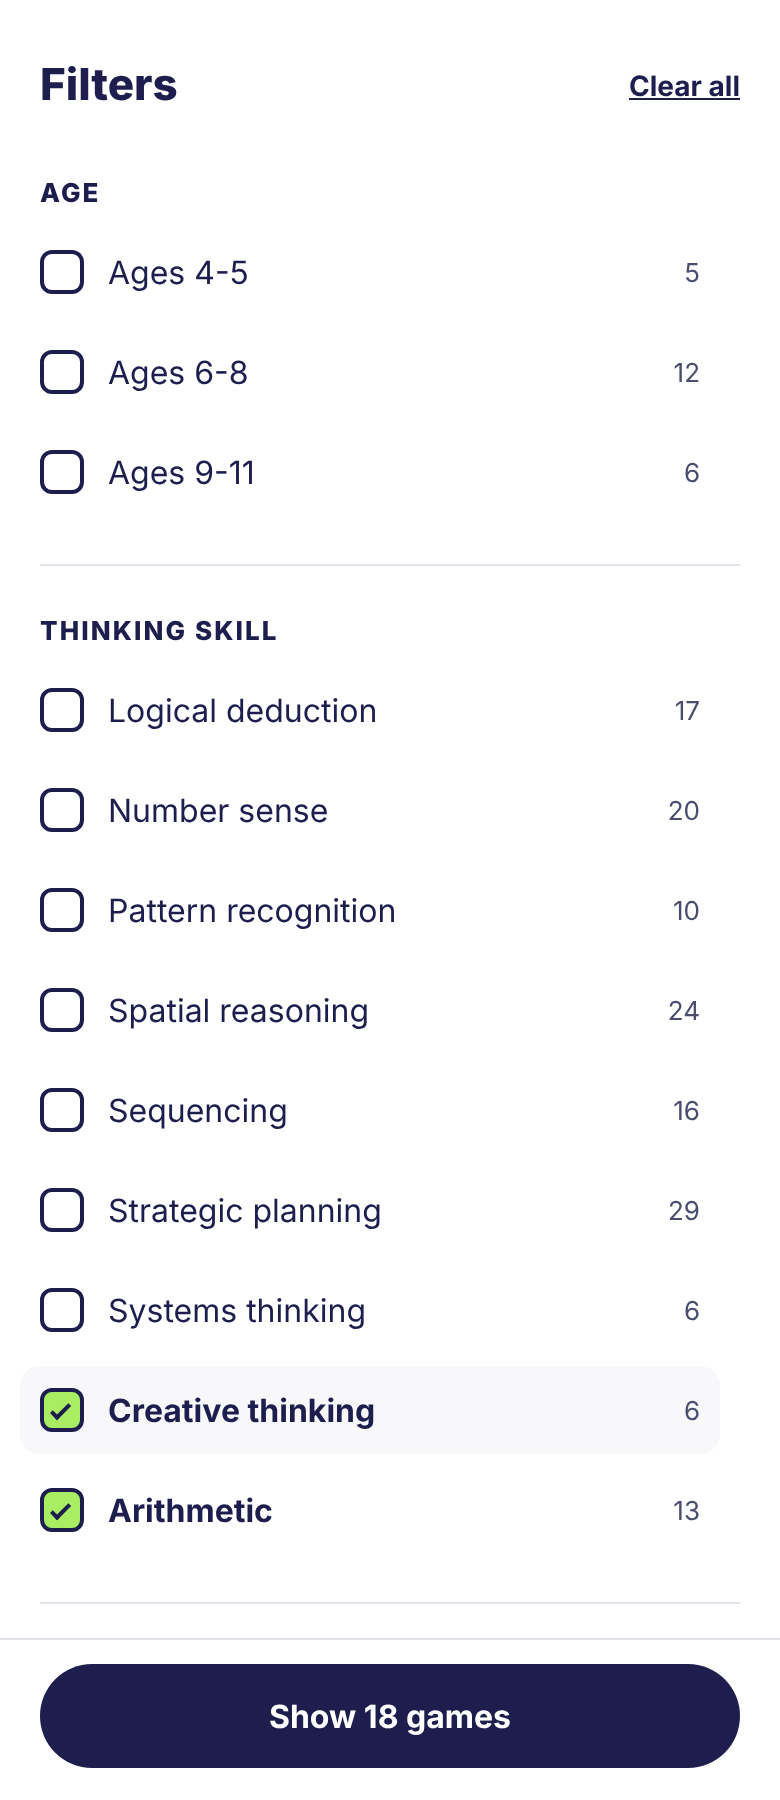 Filters
Clear all
AGE
Ages 4-5 5
Ages 6-8 12
Ages 9-11 6
THINKING SKILL
Logical deduction 17
Number sense 20
Pattern recognition 10
Spatial reasoning 24
Sequencing 16
Strategic planning 29
Systems thinking 6
Creative thinking 6
Arithmetic 13
Show 18 games